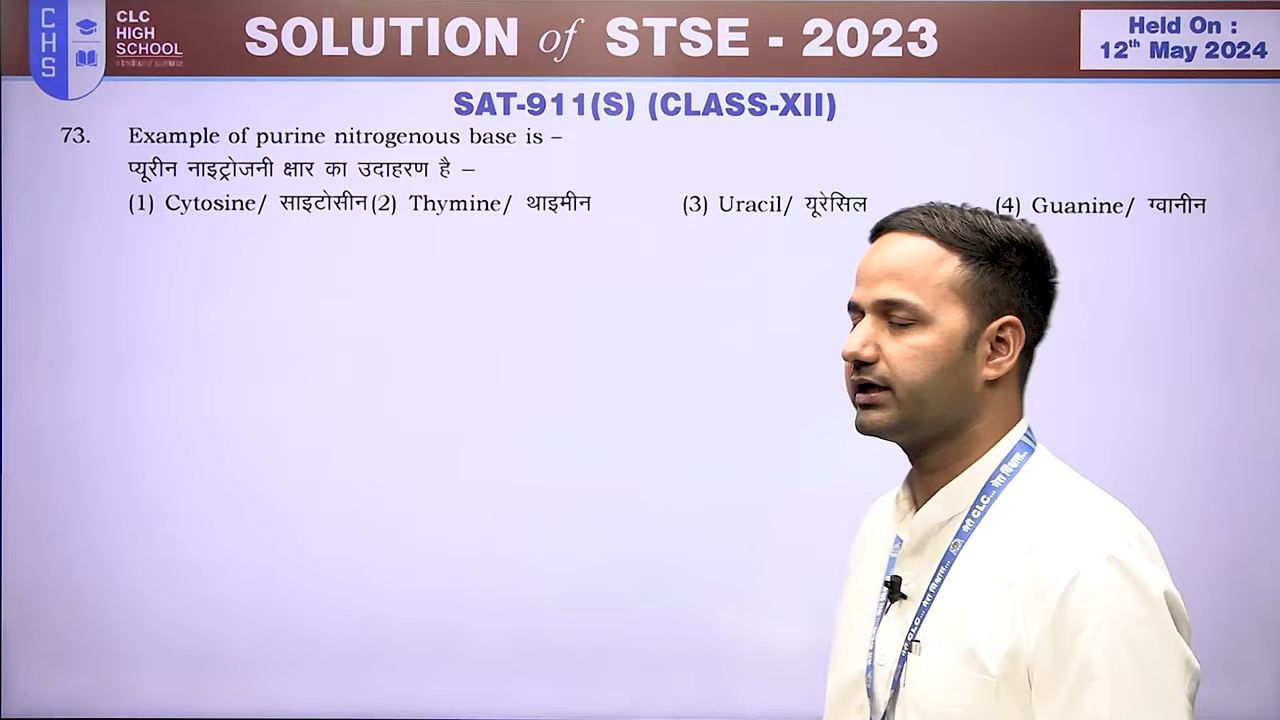 CHS
CLC
HIGH
SCHOOL
SOLUTION of STSE - 2023
Held On :
12th May 2024
SAT-911(S) (CLASS-XII)
73. Example of purine nitrogenous base is –
प्यूरीन नाइट्रोजनी क्षार का उदाहरण है –
(1) Cytosine/ साइटोसीन (2) Thymine/ थाइमीन (3) Uracil/ यूरेसिल (4) Guanine/ ग्वानीन